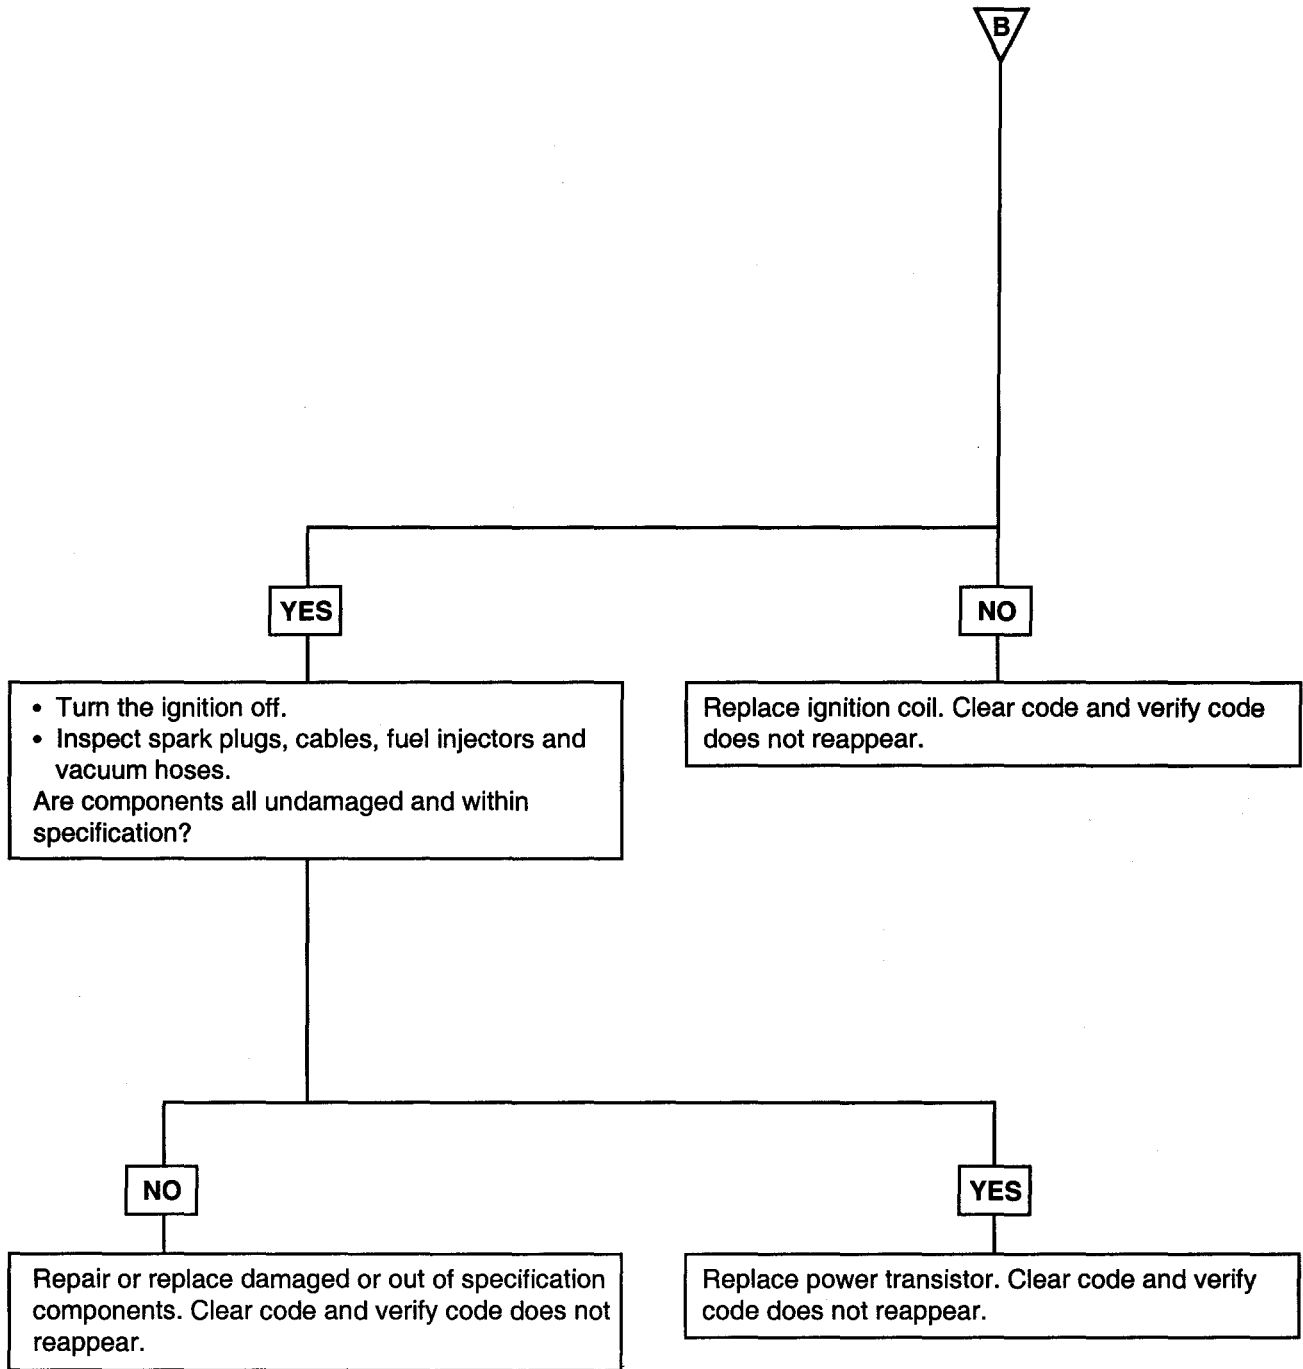 B
YES
NO
• Turn the ignition off.
• Inspect spark plugs, cables, fuel injectors and
vacuum hoses.
Are components all undamaged and within
specification?
Replace ignition coil. Clear code and verify code
does not reappear.
NO
YES
Repair or replace damaged or out of specification
components. Clear code and verify code does not
reappear.
Replace power transistor. Clear code and verify
code does not reappear.